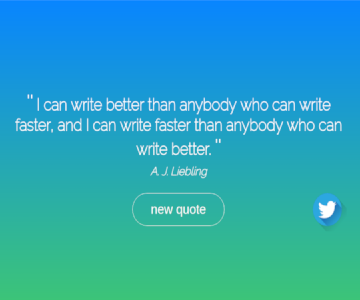 " I can write better than anybody who can write
faster, and I can write faster than anybody who can
write better. "
A. J. Liebling
new quote